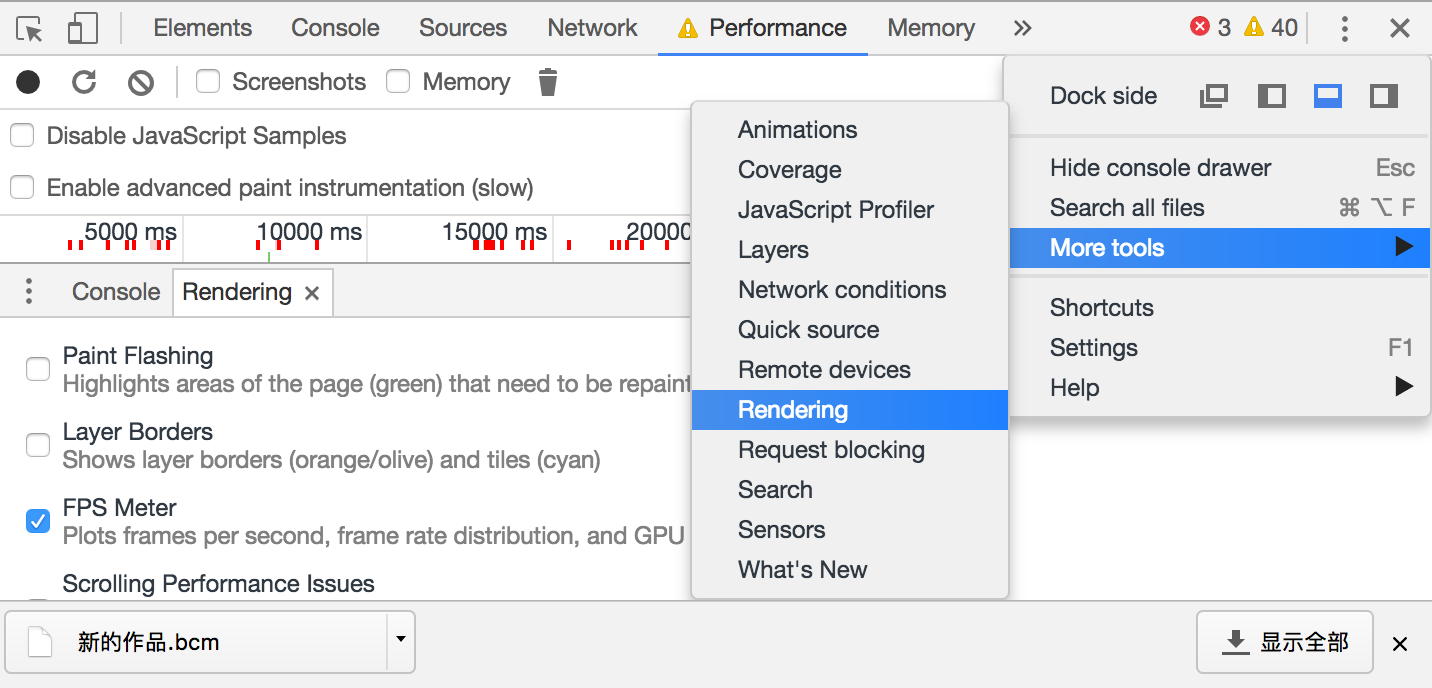 Elements Console Sources Network Performance Memory » 3 40
Screenshots Memory
Disable JavaScript Samples
Enable advanced paint instrumentation (slow)
5000 ms 10000 ms 15000 ms 20000
Console Rendering ×
Paint Flashing
Highlights areas of the page (green) that need to be repaint
Layer Borders
Shows layer borders (orange/olive) and tiles (cyan)
FPS Meter
Plots frames per second, frame rate distribution, and GPU
Scrolling Performance Issues
Animations
Coverage
JavaScript Profiler
Layers
Network conditions
Quick source
Remote devices
Rendering
Request blocking
Search
Sensors
What's New
Dock side
Hide console drawer Esc
Search all files ⌘ ⌥ F
More tools
Shortcuts
Settings F1
Help
新的作品.bcm
显示全部